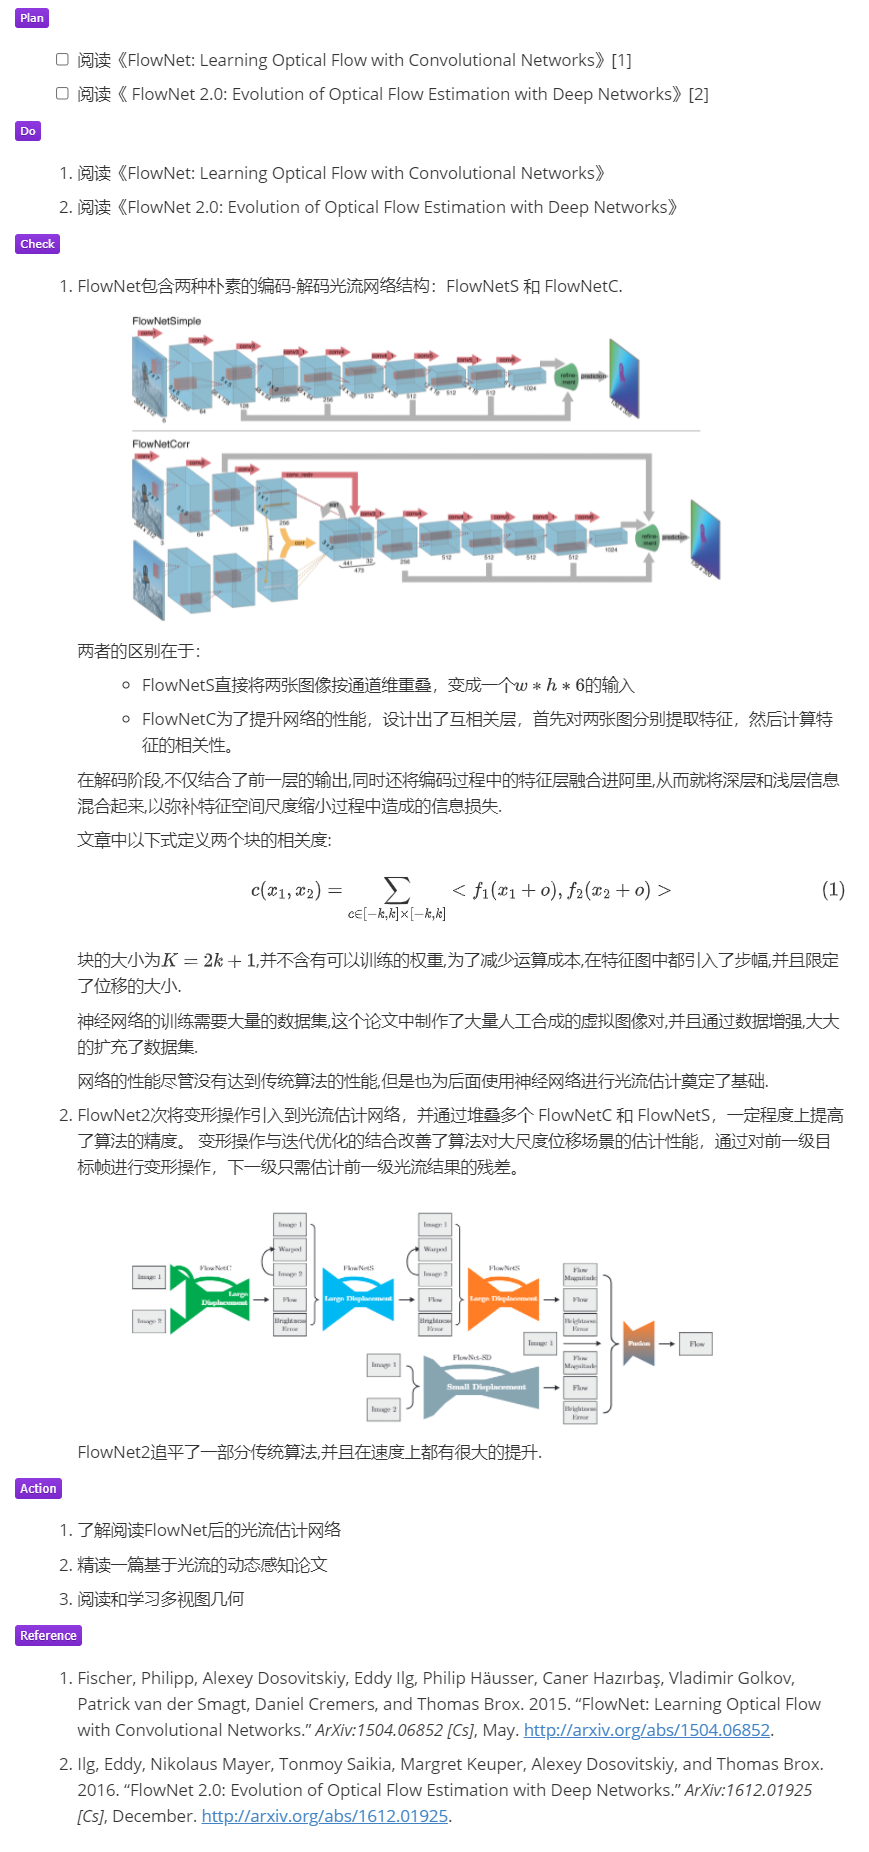 Plan
阅读《FlowNet: Learning Optical Flow with Convolutional Networks》[1]
阅读《 FlowNet 2.0: Evolution of Optical Flow Estimation with Deep Networks》[2]
Do
1. 阅读《FlowNet: Learning Optical Flow with Convolutional Networks》
2. 阅读《FlowNet 2.0: Evolution of Optical Flow Estimation with Deep Networks》
Check
1. FlowNet包含两种朴素的编码-解码光流网络结构：FlowNetS 和 FlowNetC.
FlowNetSimple
refine-
ment
prediction
FlowNetCorr
conv_redir
kernel
corr
441 32
473
refine-
ment
prediction
两者的区别在于：
FlowNetS直接将两张图像按通道维重叠，变成一个w ∗ h ∗ 6的输入
FlowNetC为了提升网络的性能，设计出了互相关层，首先对两张图分别提取特征，然后计算特
征的相关性。
在解码阶段,不仅结合了前一层的输出,同时还将编码过程中的特征层融合进阿里,从而就将深层和浅层信息
混合起来,以弥补特征空间尺度缩小过程中造成的信息损失.
文章中以下式定义两个块的相关度:
c(x₁, x₂) = ∑ < f₁(x₁ + o), f₂(x₂ + o) > (1)
c∈[−k,k]×[−k,k]
块的大小为K = 2k + 1,并不含有可以训练的权重,为了减少运算成本,在特征图中都引入了步幅,并且限定
了位移的大小.
神经网络的训练需要大量的数据集,这个论文中制作了大量人工合成的虚拟图像对,并且通过数据增强,大大
的扩充了数据集.
网络的性能尽管没有达到传统算法的性能,但是也为后面使用神经网络进行光流估计奠定了基础.
2. FlowNet2次将变形操作引入到光流估计网络，并通过堆叠多个 FlowNetC 和 FlowNetS，一定程度上提高
了算法的精度。 变形操作与迭代优化的结合改善了算法对大尺度位移场景的估计性能，通过对前一级目
标帧进行变形操作，下一级只需估计前一级光流结果的残差。
Image 1
Image 2
FlowNetC
Large
Displacement
Image 1
Warped
Image 2
Flow
Brightness
Error
FlowNetS
Large Displacement
Image 1
Warped
Image 2
Flow
Brightness
Error
FlowNetS
Large Displacement
Flow
Magnitude
Flow
Brightness
Error
Image 1
Image 1
Image 2
FlowNet-SD
Small Displacement
Flow
Magnitude
Flow
Brightness
Error
Fusion
Flow
FlowNet2追平了一部分传统算法,并且在速度上都有很大的提升.
Action
1. 了解阅读FlowNet后的光流估计网络
2. 精读一篇基于光流的动态感知论文
3. 阅读和学习多视图几何
Reference
1. Fischer, Philipp, Alexey Dosovitskiy, Eddy Ilg, Philip Häusser, Caner Hazırbaş, Vladimir Golkov,
Patrick van der Smagt, Daniel Cremers, and Thomas Brox. 2015. “FlowNet: Learning Optical Flow
with Convolutional Networks.” ArXiv:1504.06852 [Cs], May. http://arxiv.org/abs/1504.06852.
2. Ilg, Eddy, Nikolaus Mayer, Tonmoy Saikia, Margret Keuper, Alexey Dosovitskiy, and Thomas Brox.
2016. “FlowNet 2.0: Evolution of Optical Flow Estimation with Deep Networks.” ArXiv:1612.01925
[Cs], December. http://arxiv.org/abs/1612.01925.